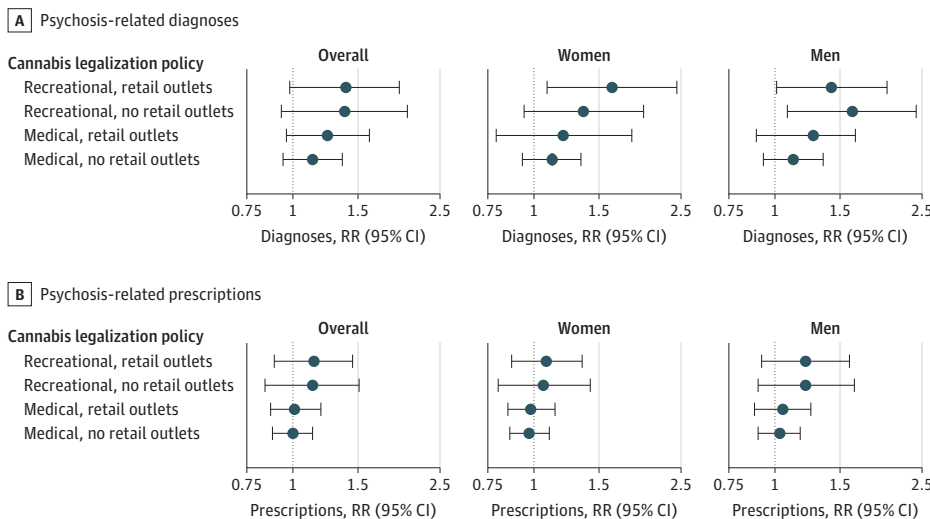 A Psychosis-related diagnoses
Overall Women Men
Cannabis legalization policy
Recreational, retail outlets
Recreational, no retail outlets
Medical, retail outlets
Medical, no retail outlets
0.75 1 1.5 2.5 0.75 1 1.5 2.5 0.75 1 1.5 2.5
Diagnoses, RR (95% CI) Diagnoses, RR (95% CI) Diagnoses, RR (95% CI)
B Psychosis-related prescriptions
Overall Women Men
Cannabis legalization policy
Recreational, retail outlets
Recreational, no retail outlets
Medical, retail outlets
Medical, no retail outlets
0.75 1 1.5 2.5 0.75 1 1.5 2.5 0.75 1 1.5 2.5
Prescriptions, RR (95% CI) Prescriptions, RR (95% CI) Prescriptions, RR (95% CI)